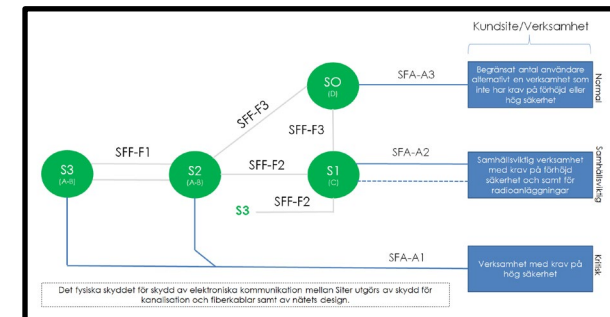 Kundsite/Verksamhet
SO
(D)
SFA-A3
Begränsat antal användare
alternativt en verksamhet som
inte har krav på förhöjd eller
hög säkerhet
Normal
SFF-F3
SFF-F3
S3
(A-B)
SFF-F1
S2
(A-B)
SFF-F2
S1
(C)
SFA-A2
Samhällsviktig verksamhet
med krav på förhöjd
säkerhet och samt för
radioanläggningar
Samhällsviktig
S3
SFF-F2
SFA-A1
Verksamhet med krav på
hög säkerhet
Kritisk
Det fysiska skyddet för skydd av elektroniska kommunikation mellan Siter utgörs av skydd för
kanalisation och fiberkablar samt av nätets design.